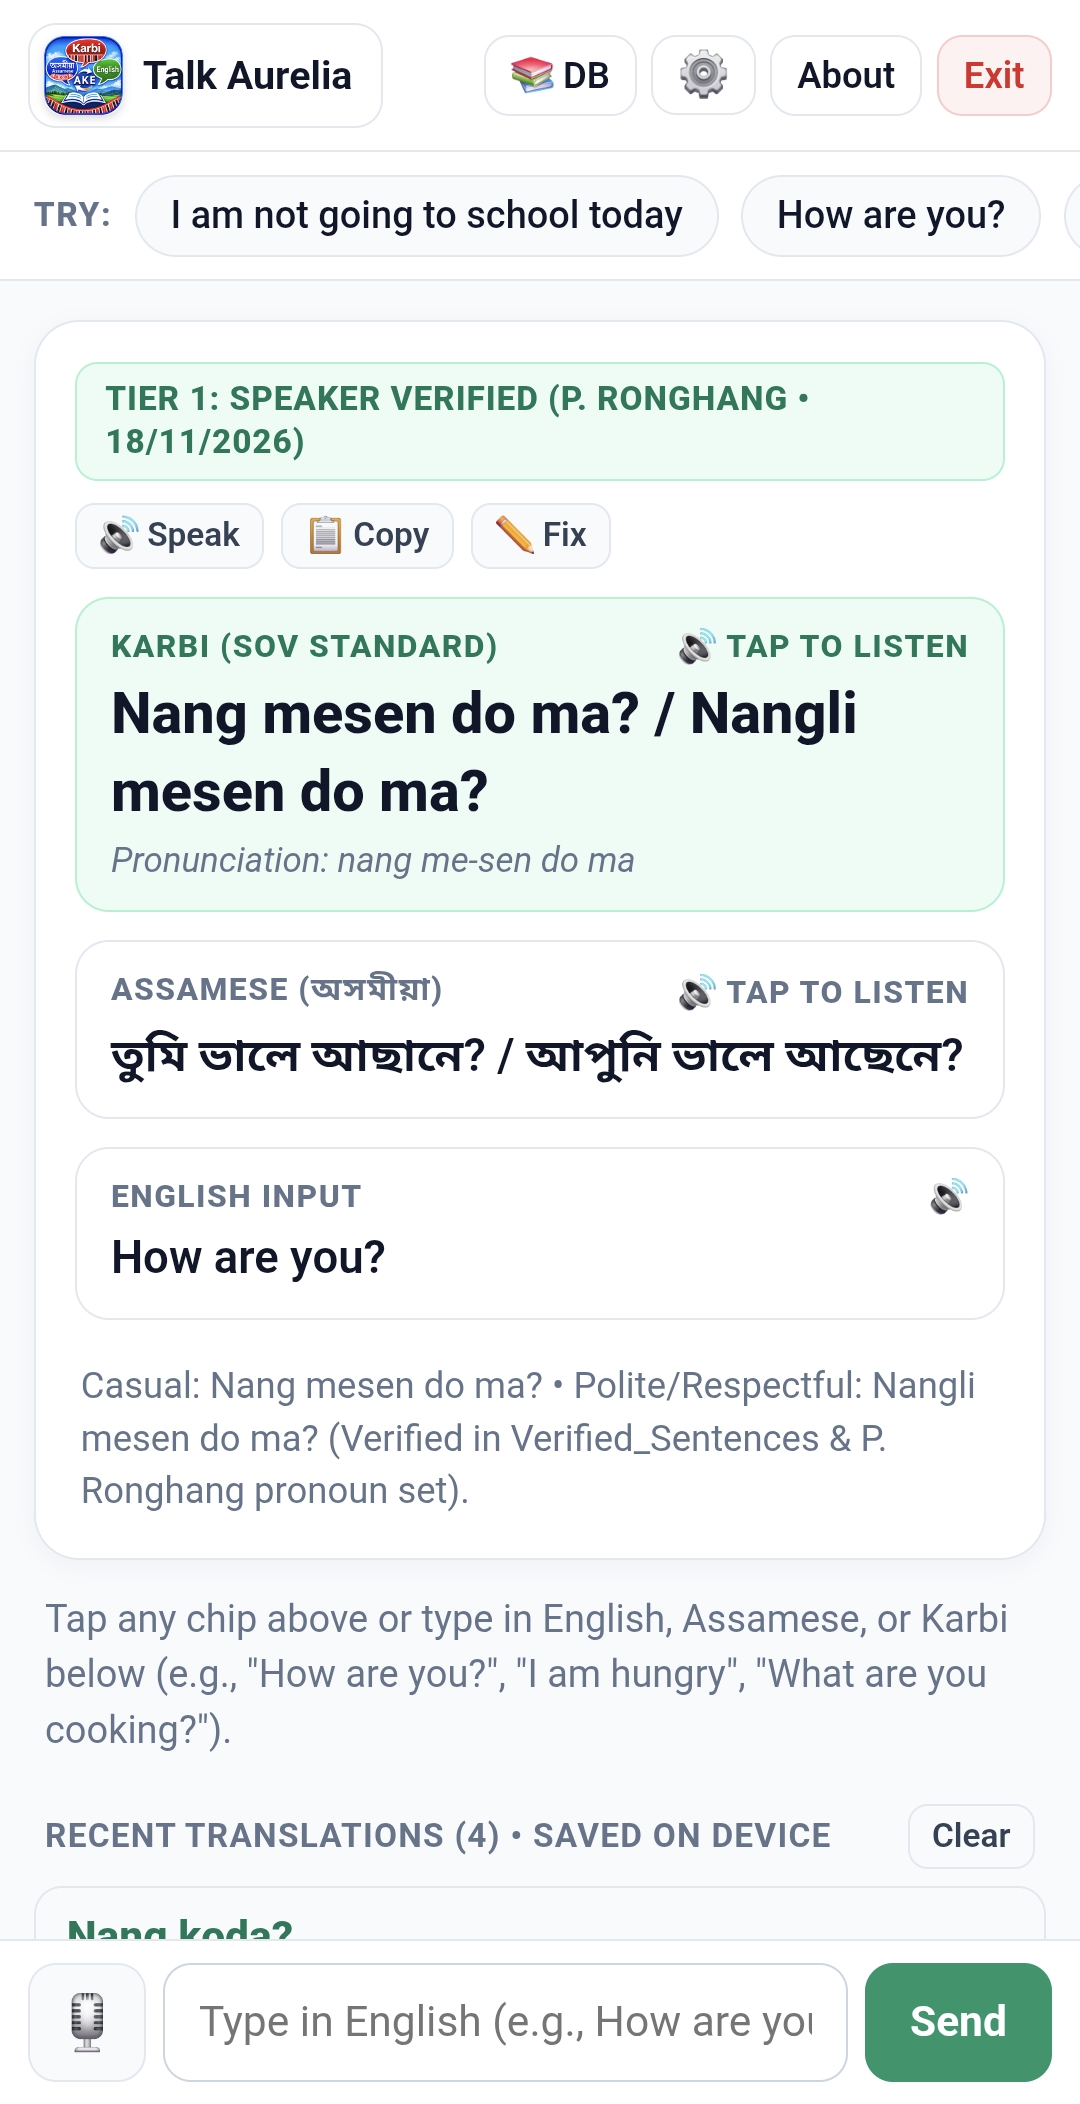 Karbi
অসমীয়া
English
AKE
Talk Aurelia
📚 DB
⚙️
About
Exit
TRY:
I am not going to school today
How are you?
TIER 1: SPEAKER VERIFIED (P. RONGHANG •
18/11/2026)
🔊 Speak
📋 Copy
✏️ Fix
KARBI (SOV STANDARD)
🔊 TAP TO LISTEN
Nang mesen do ma? / Nangli
mesen do ma?
Pronunciation: nang me-sen do ma
ASSAMESE (অসমীয়া)
🔊 TAP TO LISTEN
তুমি ভালে আছানে? / আপুনি ভালে আছেনে?
ENGLISH INPUT
🔊
How are you?
Casual: Nang mesen do ma? • Polite/Respectful: Nangli
mesen do ma? (Verified in Verified_Sentences & P.
Ronghang pronoun set).
Tap any chip above or type in English, Assamese, or Karbi
below (e.g., "How are you?", "I am hungry", "What are you
cooking?").
RECENT TRANSLATIONS (4) • SAVED ON DEVICE
Clear
Nang koda?
Type in English (e.g., How are you
Send